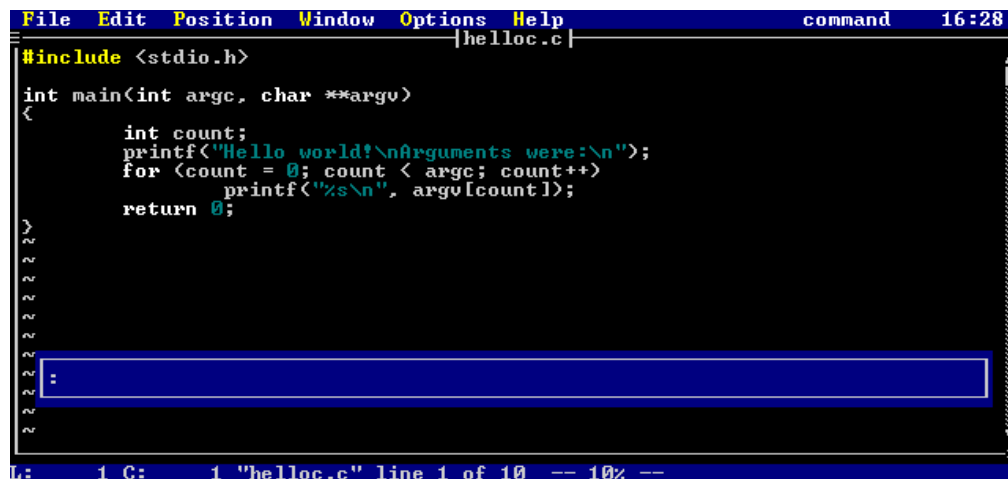 File Edit Position Window Options Help command 16:28
helloc.c
#include <stdio.h>
int main(int argc, char **argv)
{
int count;
printf("Hello world!\nArguments were:\n");
for (count = 0; count < argc; count++)
printf("%s\n", argv[count]);
return 0;
}
~
~
~
~
~
~
~
~
:
~
~
~
L: 1 C: 1 "helloc.c" line 1 of 10 -- 10% --